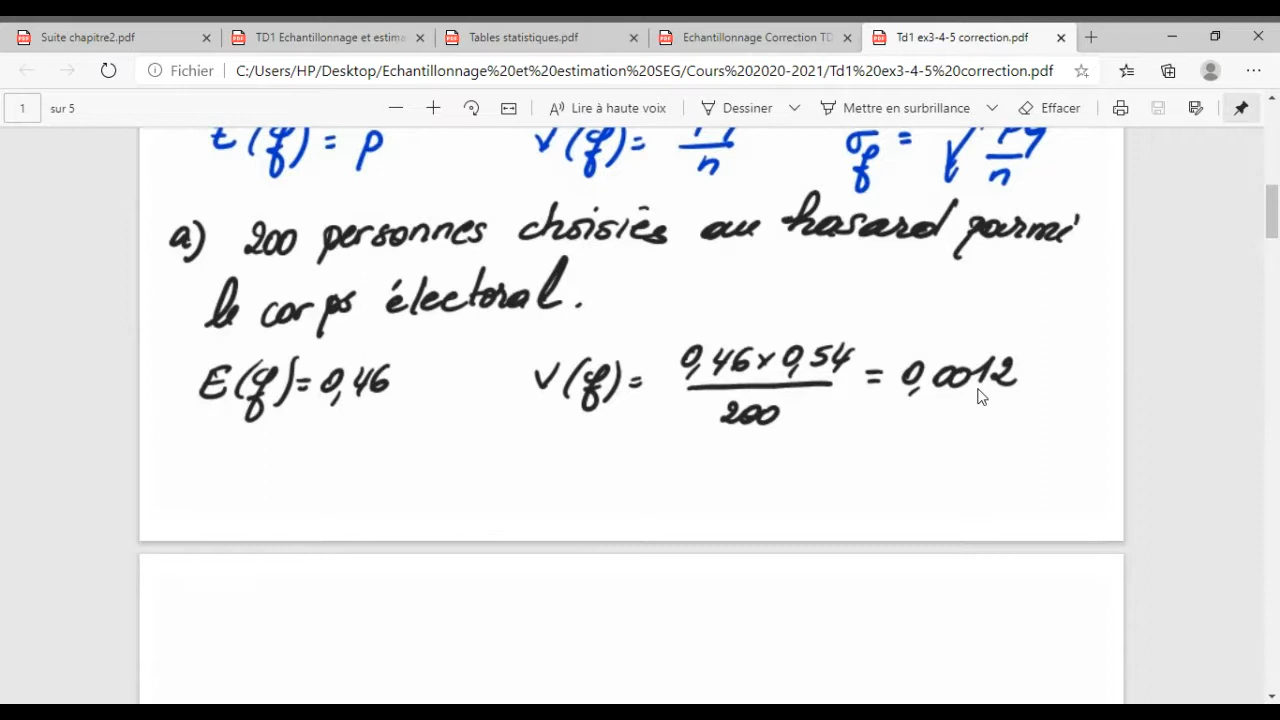 Suite chapitre2.pdf TD1 Echantillonnage et estima Tables statistiques.pdf Echantillonnage Correction TD Td1 ex3-4-5 correction.pdf
Fichier C:/Users/HP/Desktop/Echantillonnage%20et%20estimation%20SEG/Cours%202020-2021/Td1%20ex3-4-5%20correction.pdf
1 sur 5 Lire à haute voix Dessiner Mettre en surbrillance Effacer
E(f) = p V(f) = pq/n σf = √pq/n
a) 200 personnes choisies au hasard parmi
le corps électoral.
E(f) = 0,46 V(f) = 0,46 x 0,54 / 200 = 0,0012